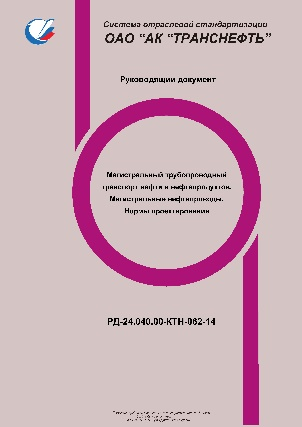 Система отраслевой стандартизации
ОАО “АК “ТРАНСНЕФТЬ”
Руководящий документ
Магистральный трубопроводный
транспорт нефти и нефтепродуктов.
Магистральные нефтепроводы.
Нормы проектирования
РД-24.040.00-КТН-062-14